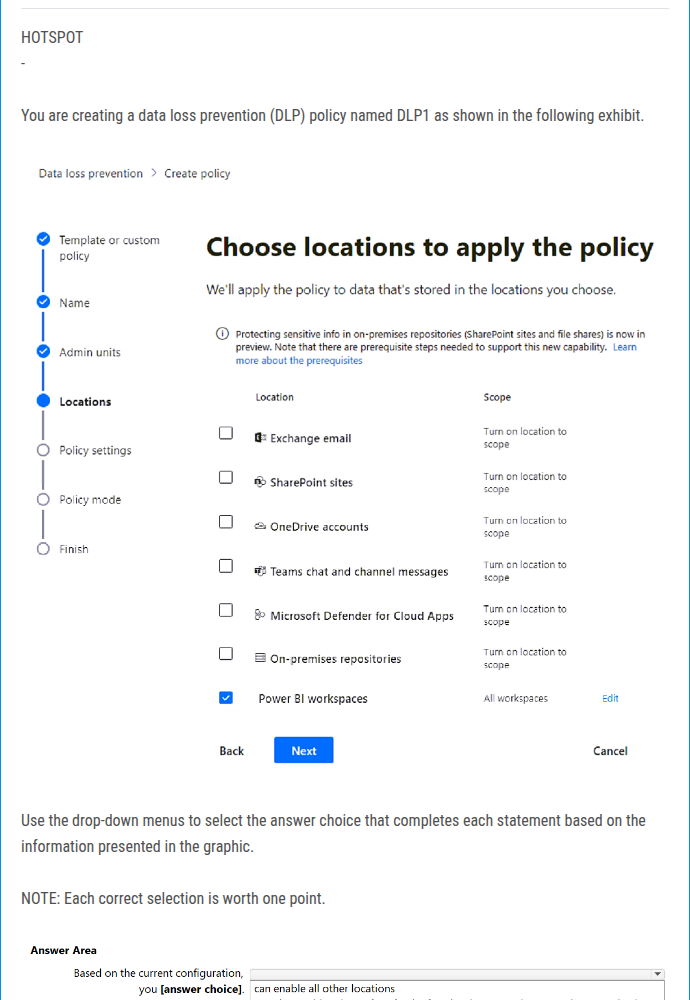 HOTSPOT
-
You are creating a data loss prevention (DLP) policy named DLP1 as shown in the following exhibit.
Data loss prevention > Create policy
Template or custom
policy
Name
Admin units
Locations
Policy settings
Policy mode
Finish
Choose locations to apply the policy
We'll apply the policy to data that's stored in the locations you choose.
Protecting sensitive info in on-premises repositories (SharePoint sites and file shares) is now in
preview. Note that there are prerequisite steps needed to support this new capability. Learn
more about the prerequisites
Location Scope
Exchange email Turn on location to
scope
SharePoint sites Turn on location to
scope
OneDrive accounts Turn on location to
scope
Teams chat and channel messages Turn on location to
scope
Microsoft Defender for Cloud Apps Turn on location to
scope
On-premises repositories Turn on location to
scope
Power BI workspaces All workspaces Edit
Back Next Cancel
Use the drop-down menus to select the answer choice that completes each statement based on the
information presented in the graphic.
NOTE: Each correct selection is worth one point.
Answer Area
Based on the current configuration,
you [answer choice].
can enable all other locations